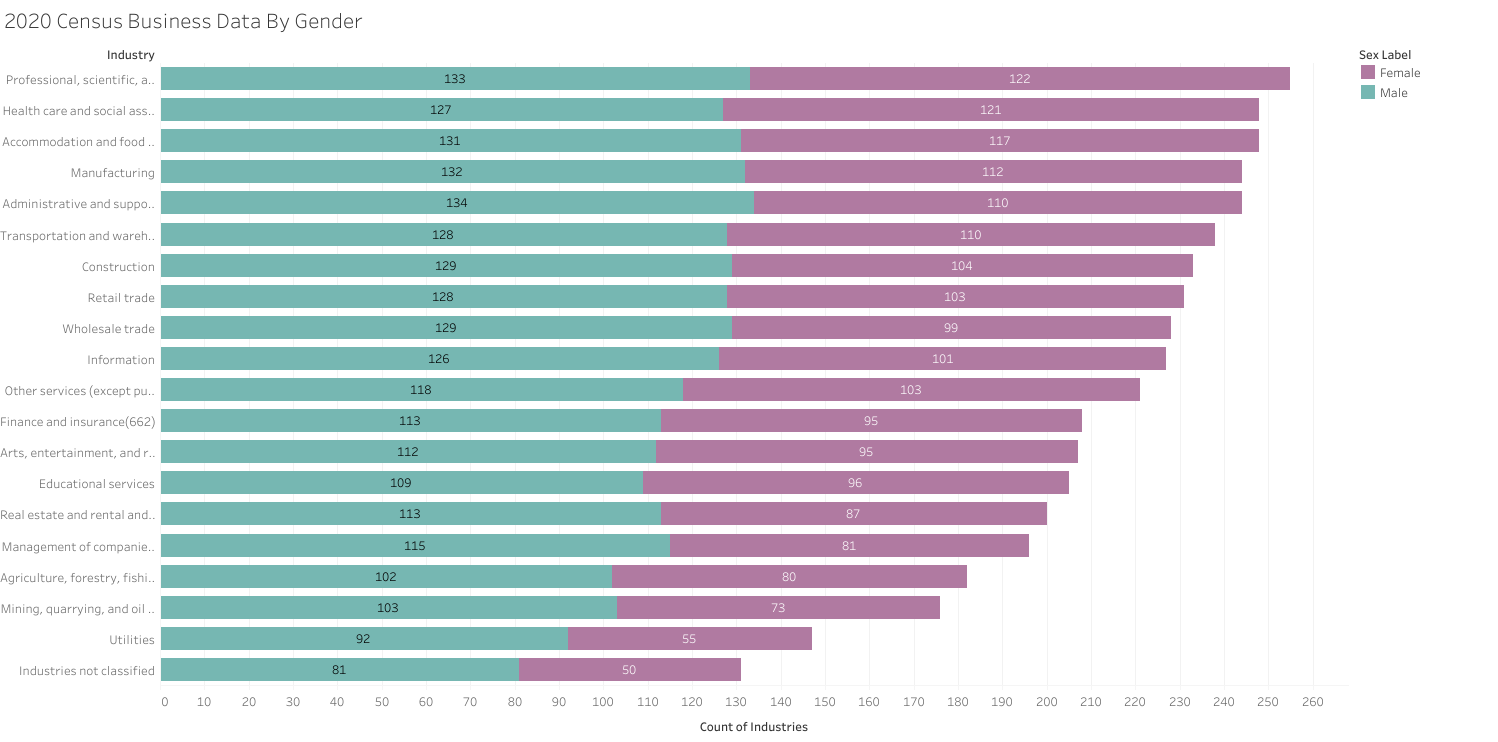 2020 Census Business Data By Gender
Industry
Sex Label
Female
Male
Professional, scientific, a.. 133 122
Health care and social ass.. 127 121
Accommodation and food .. 131 117
Manufacturing 132 112
Administrative and suppo.. 134 110
Transportation and wareh.. 128 110
Construction 129 104
Retail trade 128 103
Wholesale trade 129 99
Information 126 101
Other services (except pu.. 118 103
Finance and insurance(662) 113 95
Arts, entertainment, and r.. 112 95
Educational services 109 96
Real estate and rental and.. 113 87
Management of companie.. 115 81
Agriculture, forestry, fishi.. 102 80
Mining, quarrying, and oil .. 103 73
Utilities 92 55
Industries not classified 81 50
0 10 20 30 40 50 60 70 80 90 100 110 120 130 140 150 160 170 180 190 200 210 220 230 240 250 260
Count of Industries